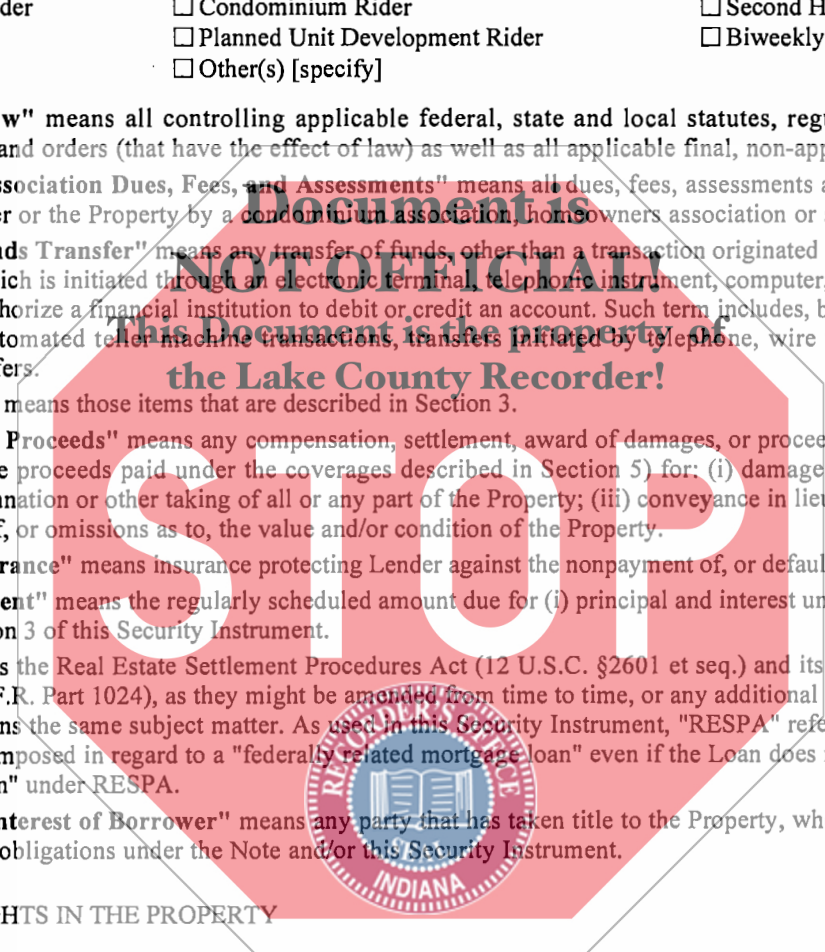 der ☐ Condominium Rider ☐ Second H
☐ Planned Unit Development Rider ☐ Biweekly
☐ Other(s) [specify]
w" means all controlling applicable federal, state and local statutes, regu
and orders (that have the effect of law) as well as all applicable final, non-app
ssociation Dues, Fees, and Assessments" means all dues, fees, assessments a
er or the Property by a condominium association, homeowners association or
Document is
nds Transfer" means any transfer of funds, other than a transaction originated
NOT OFFICIAL!
ich is initiated through an electronic terminal, telephonic instrument, computer,
horize a financial institution to debit or credit an account. Such term includes, b
This Document is the property of
tomated teller machine transactions, transfers initiated by telephone, wire
fers.
the Lake County Recorder!
means those items that are described in Section 3.
Proceeds" means any compensation, settlement, award of damages, or procee
e proceeds paid under the coverages described in Section 5) for: (i) damage
nation or other taking of all or any part of the Property; (iii) conveyance in lieu
f, or omissions as to, the value and/or condition of the Property.
STOP
rance" means insurance protecting Lender against the nonpayment of, or defaul
ent" means the regularly scheduled amount due for (i) principal and interest un
on 3 of this Security Instrument.
s the Real Estate Settlement Procedures Act (12 U.S.C. §2601 et seq.) and its
F.R. Part 1024), as they might be amended from time to time, or any additional
ns the same subject matter. As used in this Security Instrument, "RESPA" refe
mposed in regard to a "federally related mortgage loan" even if the Loan does
n" under RESPA.
RECORDER'S OFFICE
SEAL
INDIANA
nterest of Borrower" means any party that has taken title to the Property, wh
obligations under the Note and/or this Security Instrument.
HTS IN THE PROPERTY